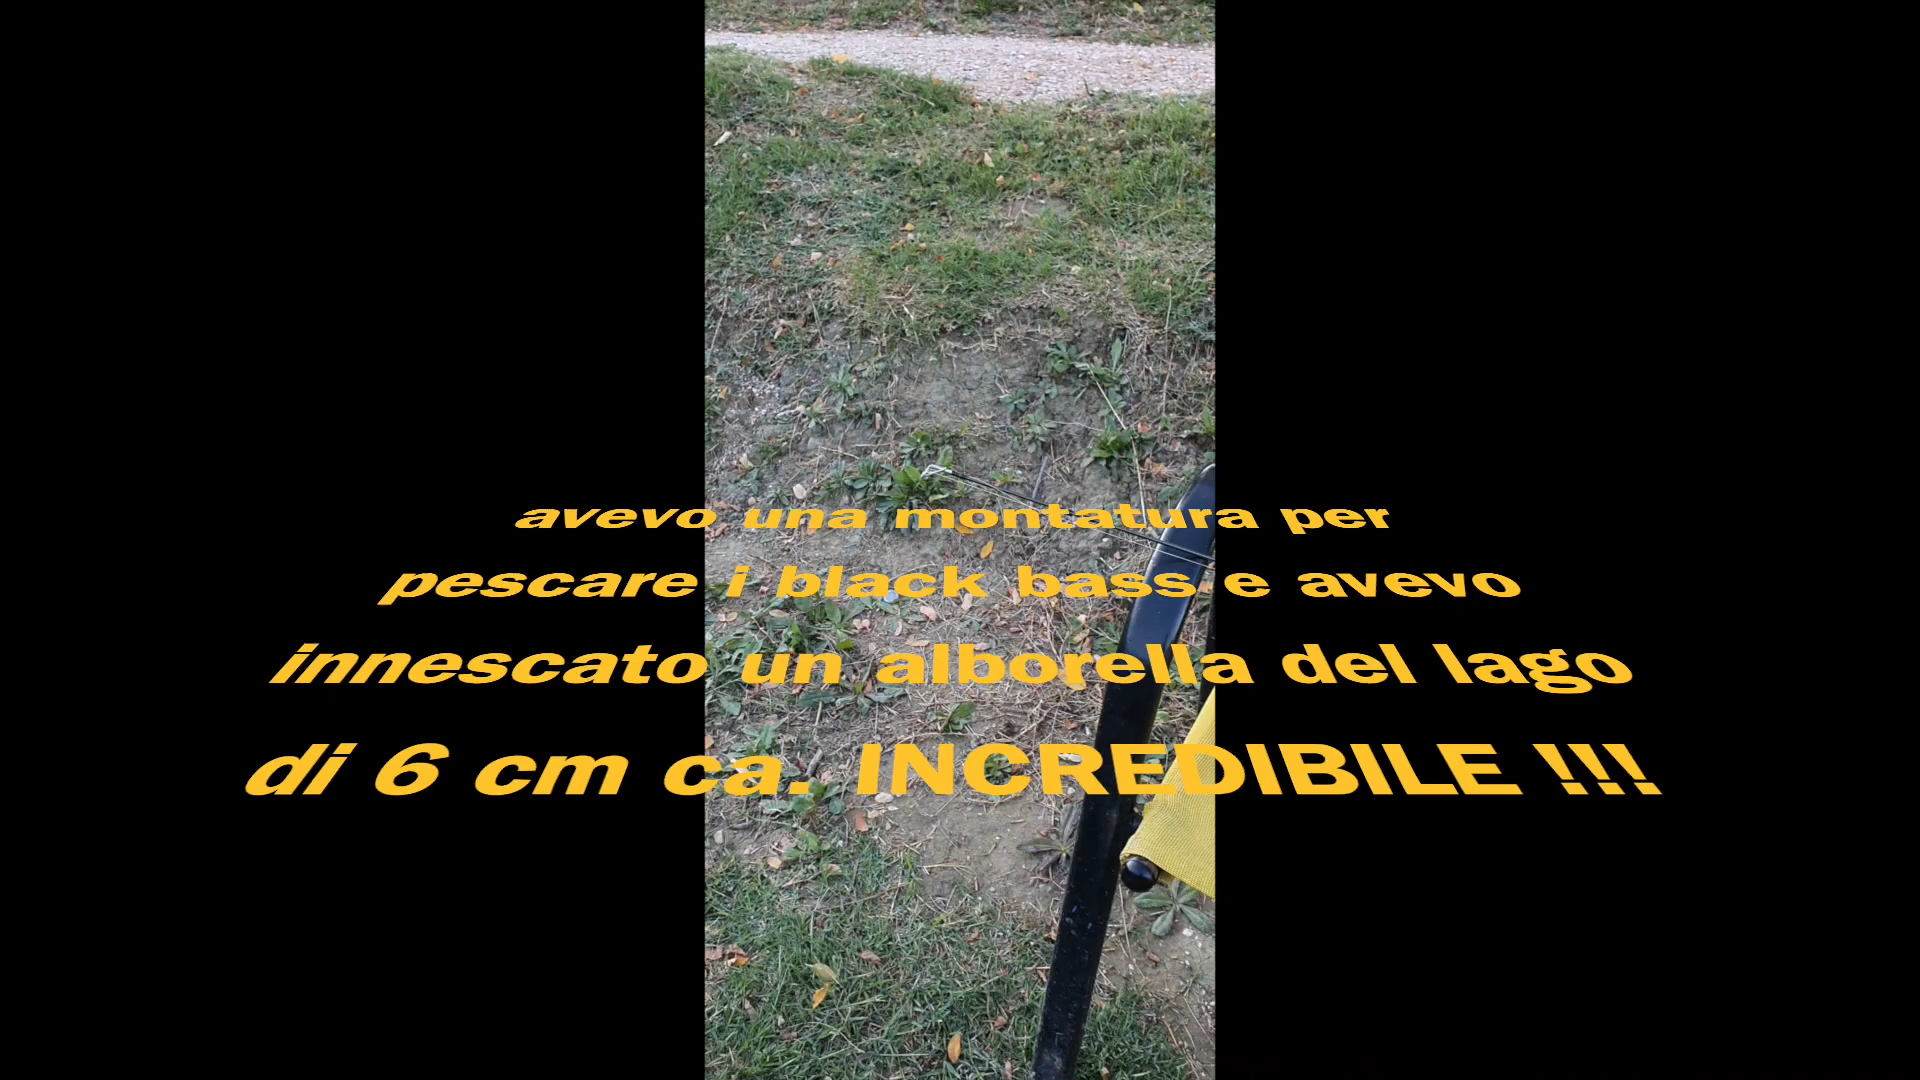 avevo una montatura per
pescare i black bass e avevo
innescato un alborella del lago
di 6 cm ca. INCREDIBILE !!!